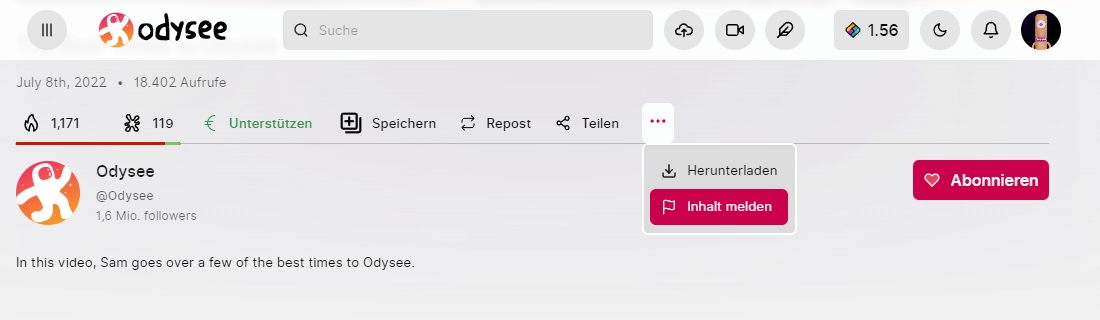 odysee
Suche
1.56
July 8th, 2022 • 18.402 Aufrufe
1,171
119
Unterstützen
Speichern
Repost
Teilen
Herunterladen
Inhalt melden
Odysee
@Odysee
1,6 Mio. followers
Abonnieren
In this video, Sam goes over a few of the best times to Odysee.